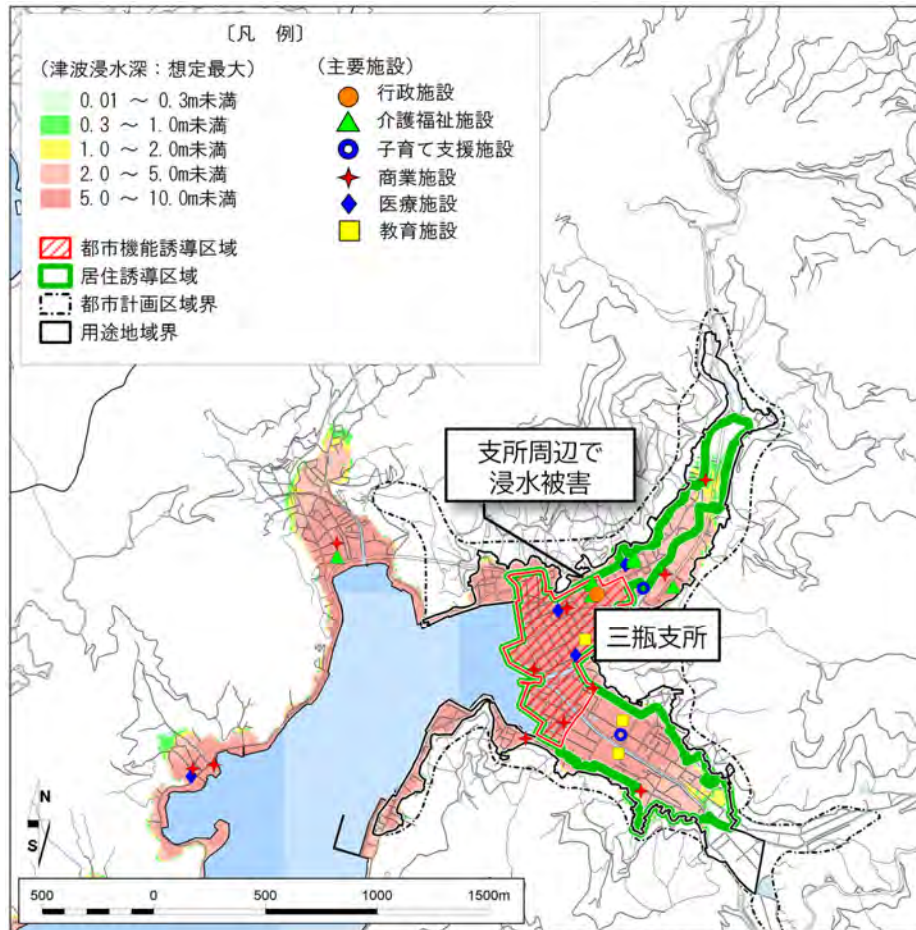 〔凡 例〕
(津波浸水深：想定最大)
0.01 ～ 0.3m未満
0.3 ～ 1.0m未満
1.0 ～ 2.0m未満
2.0 ～ 5.0m未満
5.0 ～ 10.0m未満
都市機能誘導区域
居住誘導区域
都市計画区域界
用途地域界
(主要施設)
行政施設
介護福祉施設
子育て支援施設
商業施設
医療施設
教育施設
支所周辺で
浸水被害
三瓶支所
N
S
500 0 500 1000 1500m